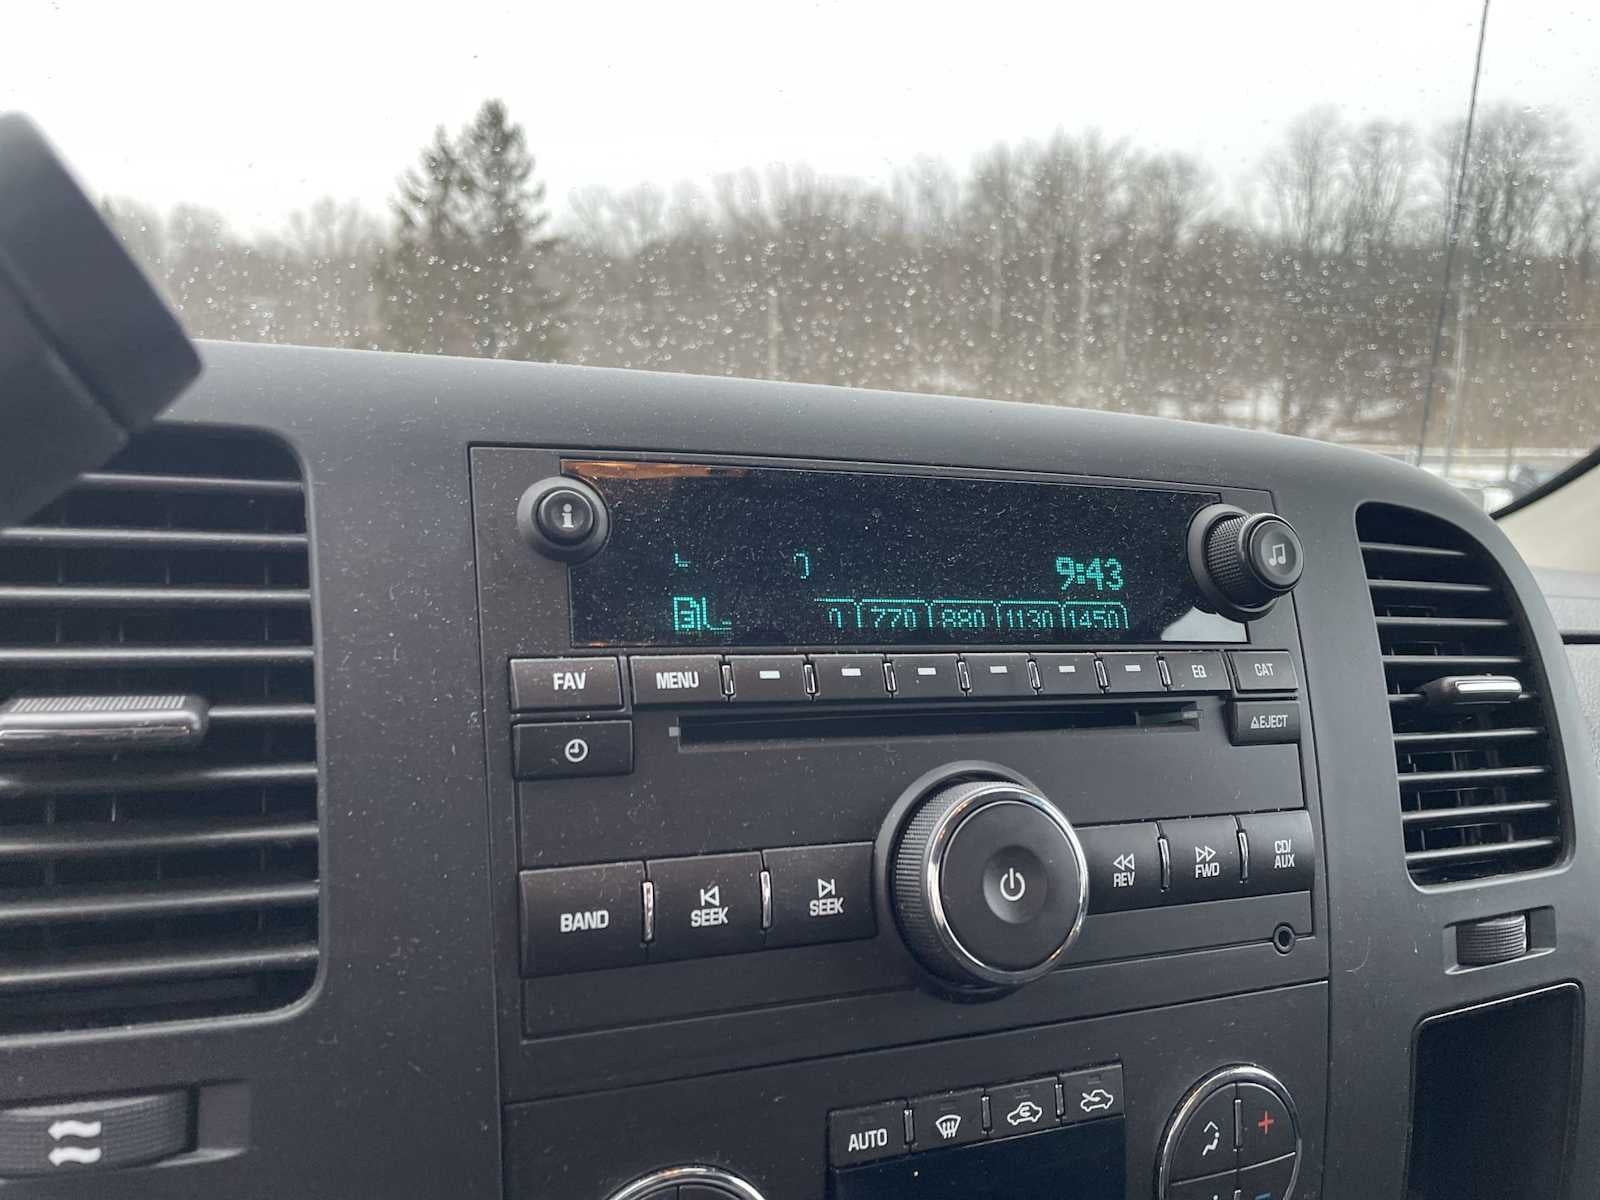 i
9:43
0 770 880 1130 1450
FAV MENU EQ CAT
EJECT
BAND SEEK SEEK REV FWD CD/
AUX
AUTO